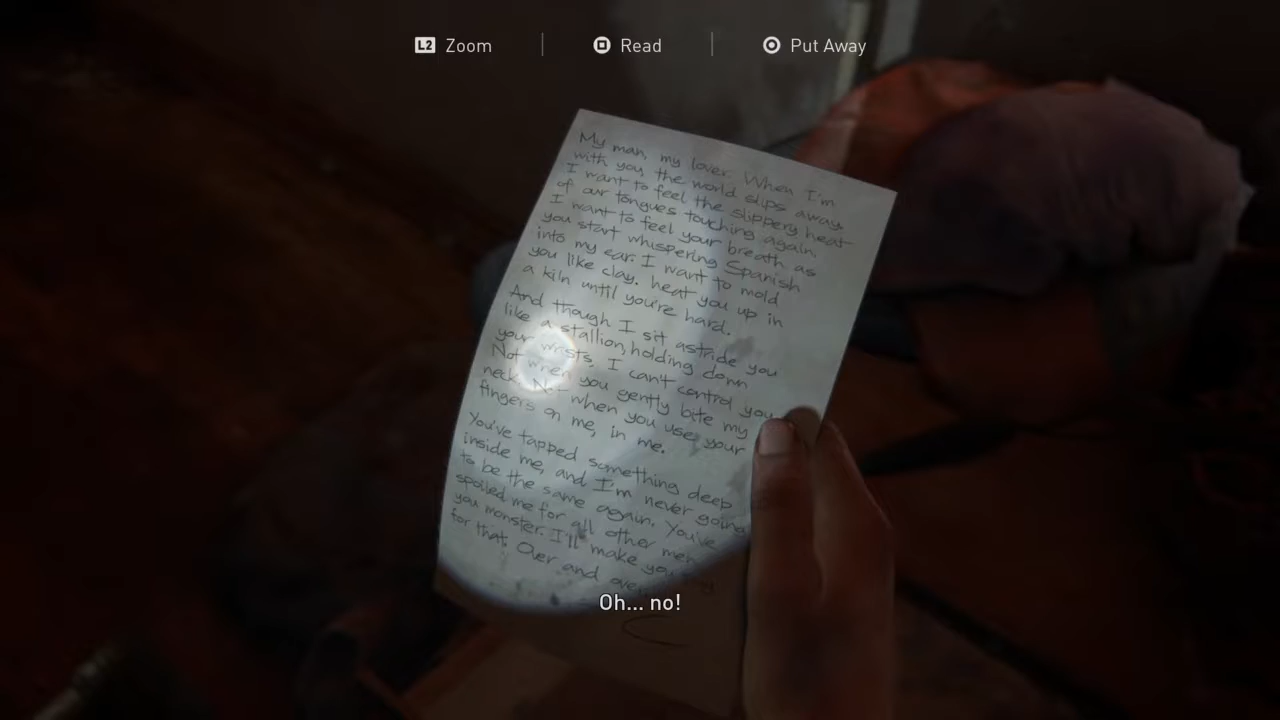 L2 Zoom | Read | Put Away
My man, my lover. When I'm
with you, the world slips away.
I want to feel the slippery heat
of our tongues touching again.
I want to feel your breath as
you start whispering Spanish
into my ear. I want to mold
you like clay. heat you up in
a kiln until you're hard.
And though I sit astride you
like a stallion, holding down
your wrists. I can't control you
Not when you gently bite my
neck. Not when you use your
fingers on me, in me.
You've tapped something deep
inside me, and I'm never going
to be the same again. You've
spoiled me for all other men
you monster. I'll make you
for that. Over and over
Oh... no!